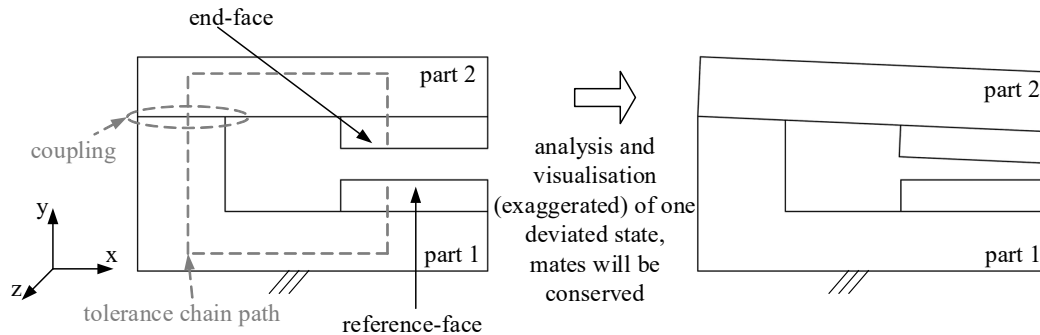 end-face
part 2
coupling
y
x
z
part 1
tolerance chain path
reference-face
analysis and
visualisation
(exaggerated) of one
deviated state,
mates will be
conserved
part 2
part 1